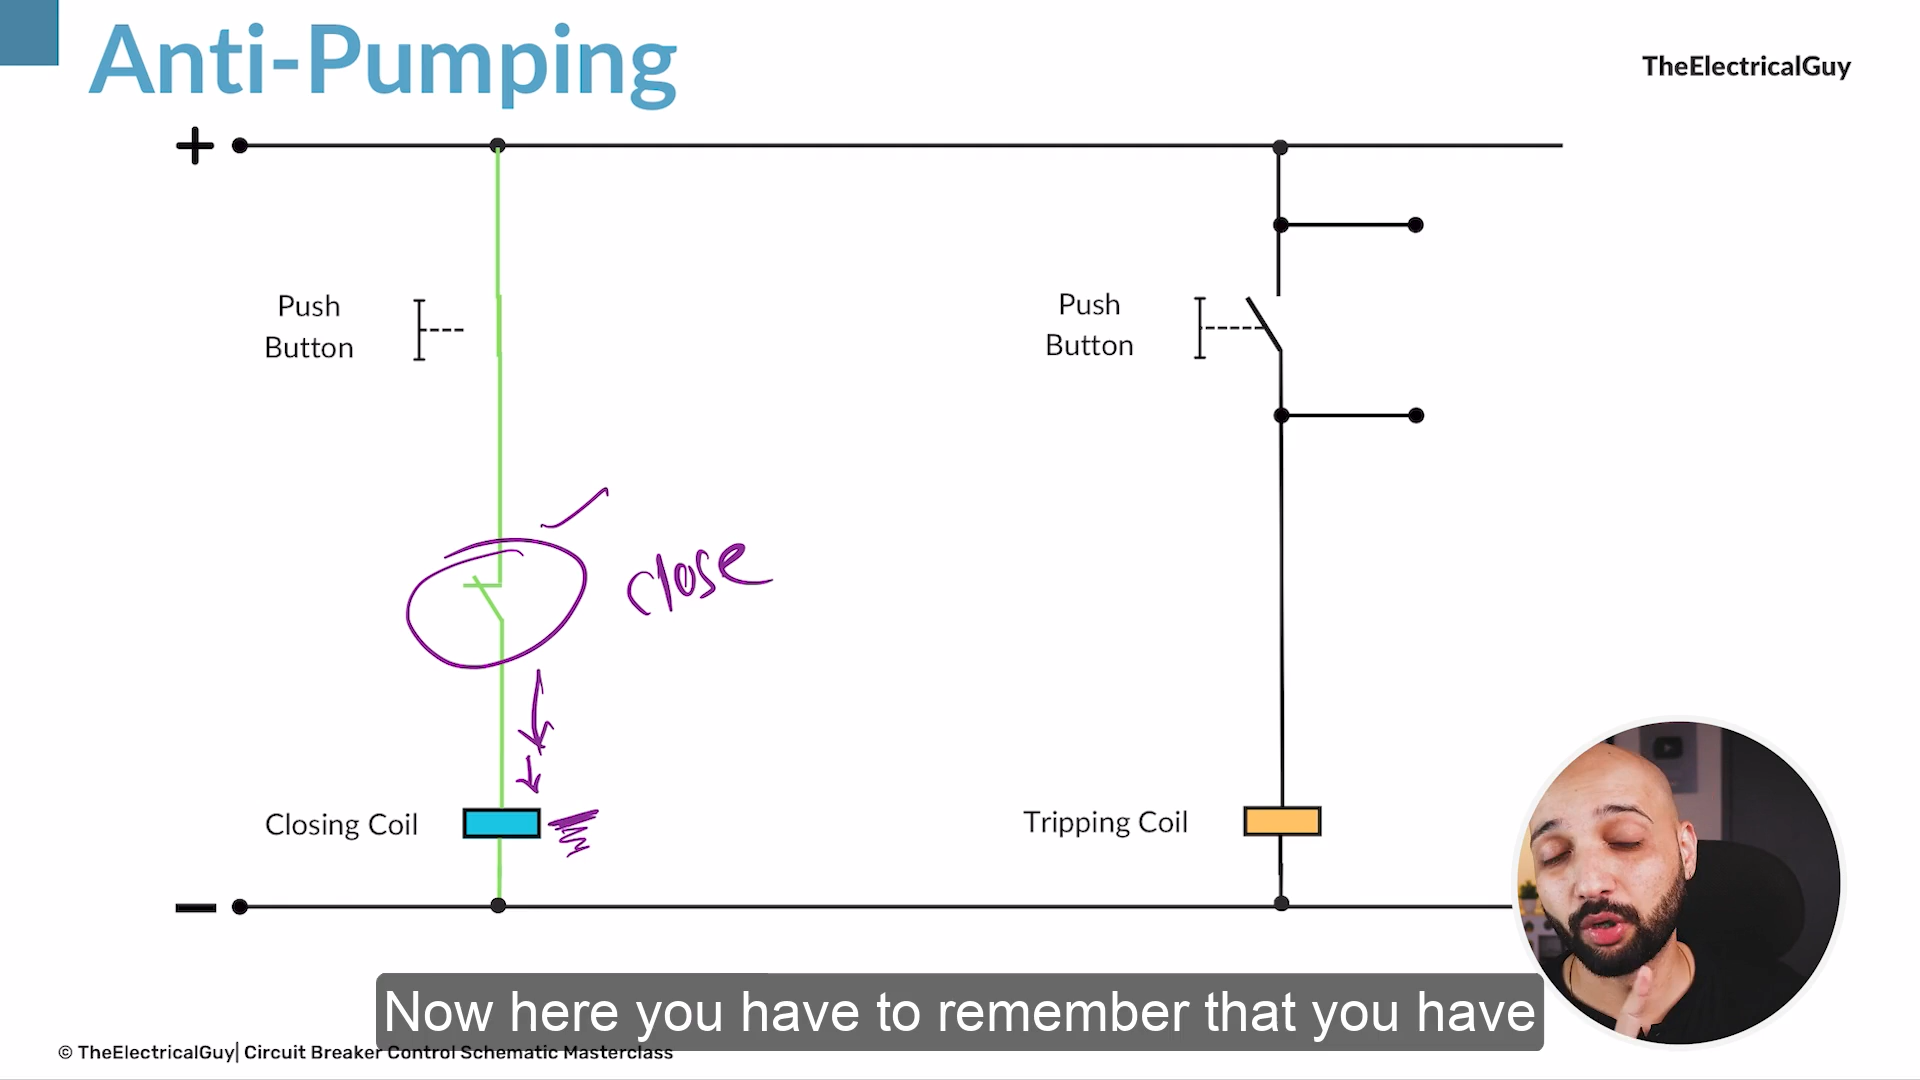 Anti-Pumping
TheElectricalGuy
+
Push
Button
Push
Button
close
Closing Coil
Tripping Coil
Now here you have to remember that you have
© TheElectricalGuy| Circuit Breaker Control Schematic Masterclass